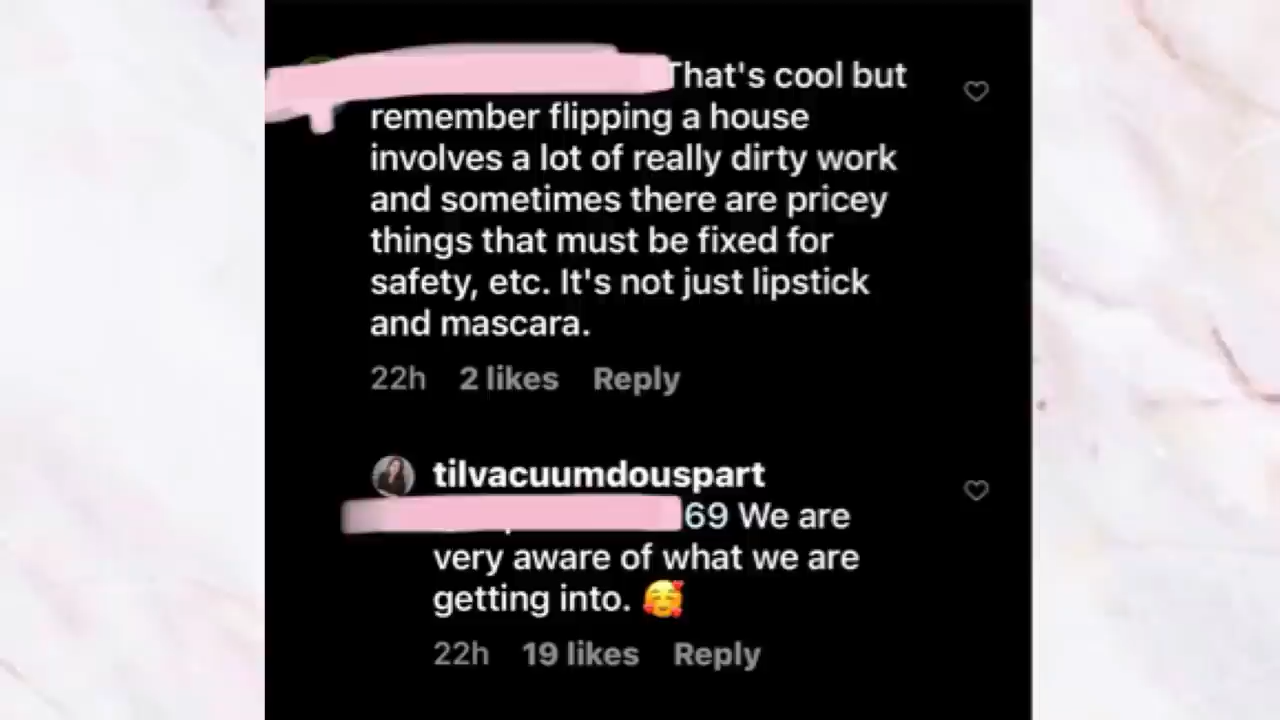 That's cool but
remember flipping a house
involves a lot of really dirty work
and sometimes there are pricey
things that must be fixed for
safety, etc. It's not just lipstick
and mascara.
22h 2 likes Reply
tilvacuumdouspart
69 We are
very aware of what we are
getting into. 🥰
22h 19 likes Reply